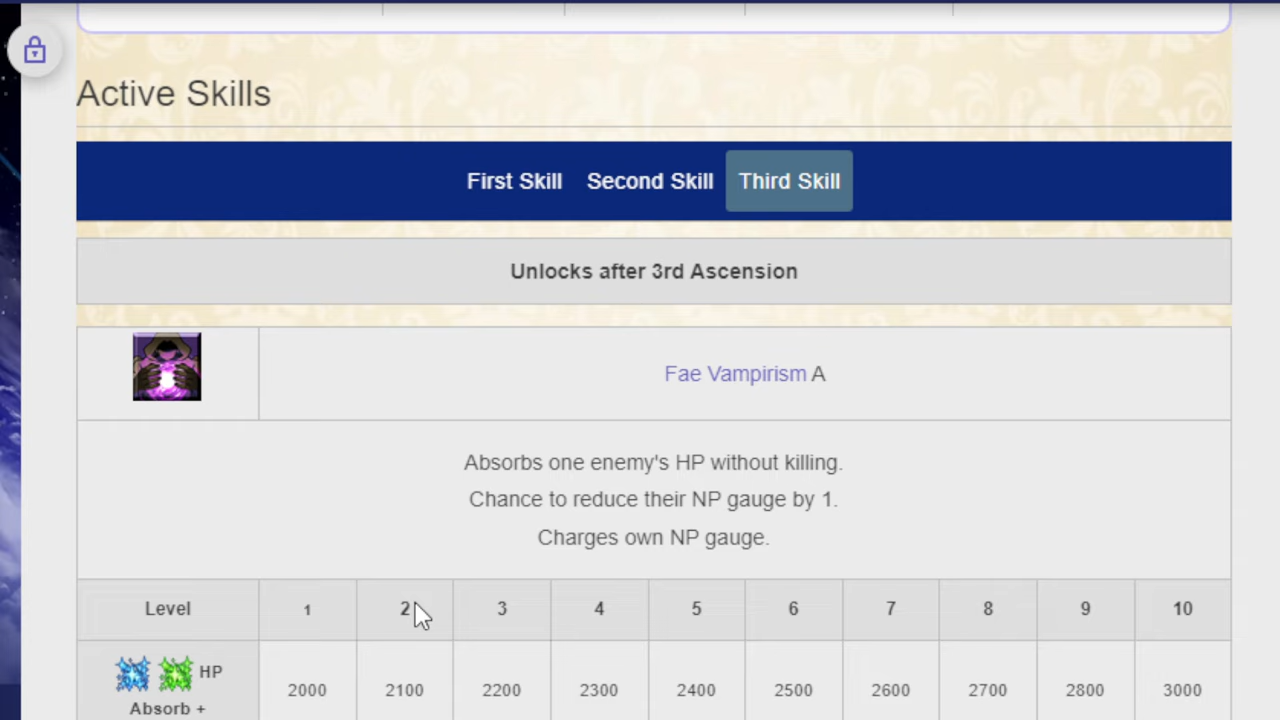 Active Skills
First Skill Second Skill Third Skill
Unlocks after 3rd Ascension
Fae Vampirism A
Absorbs one enemy's HP without killing.
Chance to reduce their NP gauge by 1.
Charges own NP gauge.
Level 1 2 3 4 5 6 7 8 9 10
HP Absorb + 2000 2100 2200 2300 2400 2500 2600 2700 2800 3000